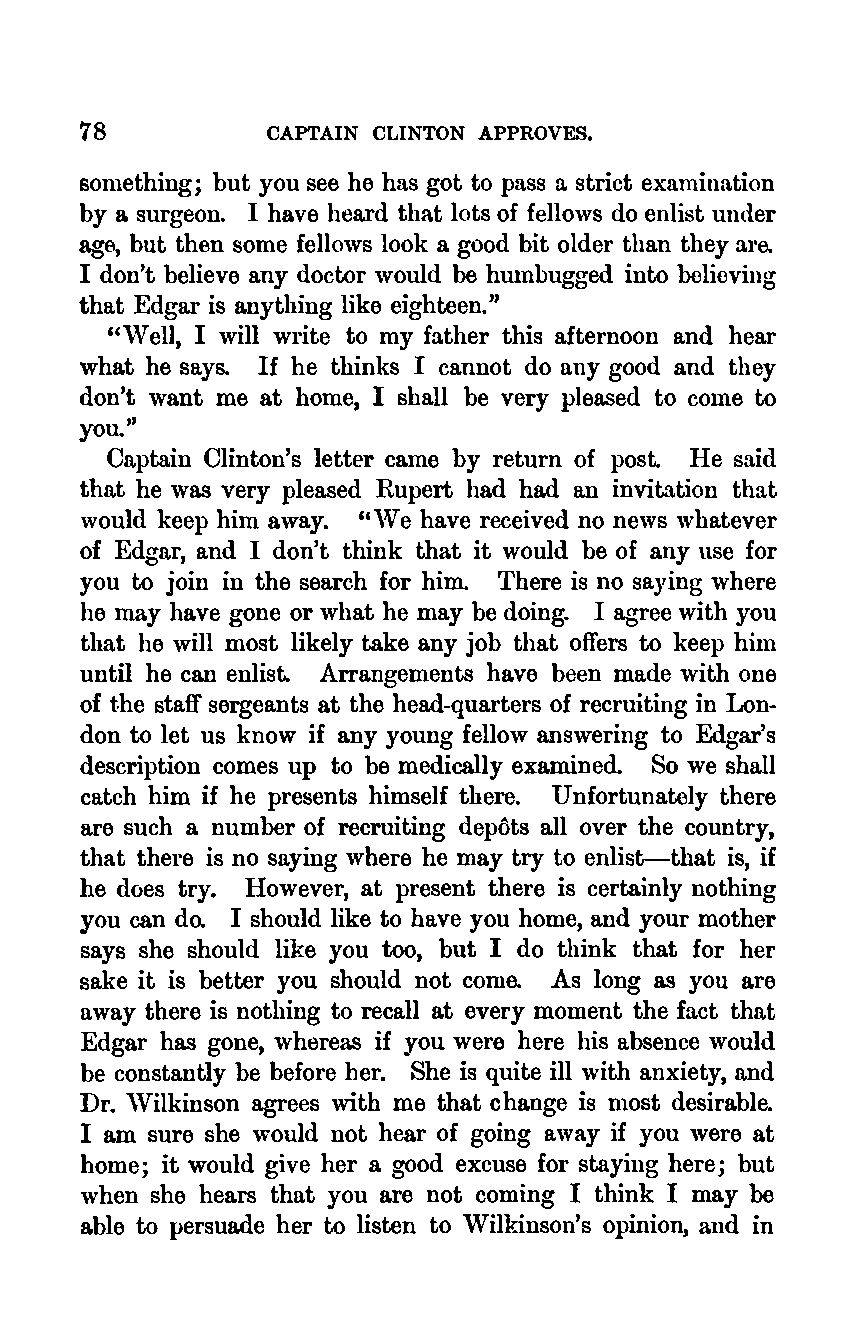 78 CAPTAIN CLINTON APPROVES.
something; but you see he has got to pass a strict examination
by a surgeon. I have heard that lots of fellows do enlist under
age, but then some fellows look a good bit older than they are.
I don't believe any doctor would be humbugged into believing
that Edgar is anything like eighteen."
"Well, I will write to my father this afternoon and hear
what he says. If he thinks I cannot do any good and they
don't want me at home, I shall be very pleased to come to
you."
Captain Clinton's letter came by return of post. He said
that he was very pleased Rupert had had an invitation that
would keep him away. "We have received no news whatever
of Edgar, and I don't think that it would be of any use for
you to join in the search for him. There is no saying where
he may have gone or what he may be doing. I agree with you
that he will most likely take any job that offers to keep him
until he can enlist. Arrangements have been made with one
of the staff sergeants at the head-quarters of recruiting in Lon-
don to let us know if any young fellow answering to Edgar's
description comes up to be medically examined. So we shall
catch him if he presents himself there. Unfortunately there
are such a number of recruiting depôts all over the country,
that there is no saying where he may try to enlist—that is, if
he does try. However, at present there is certainly nothing
you can do. I should like to have you home, and your mother
says she should like you too, but I do think that for her
sake it is better you should not come. As long as you are
away there is nothing to recall at every moment the fact that
Edgar has gone, whereas if you were here his absence would
be constantly be before her. She is quite ill with anxiety, and
Dr. Wilkinson agrees with me that change is most desirable.
I am sure she would not hear of going away if you were at
home; it would give her a good excuse for staying here; but
when she hears that you are not coming I think I may be
able to persuade her to listen to Wilkinson's opinion, and in